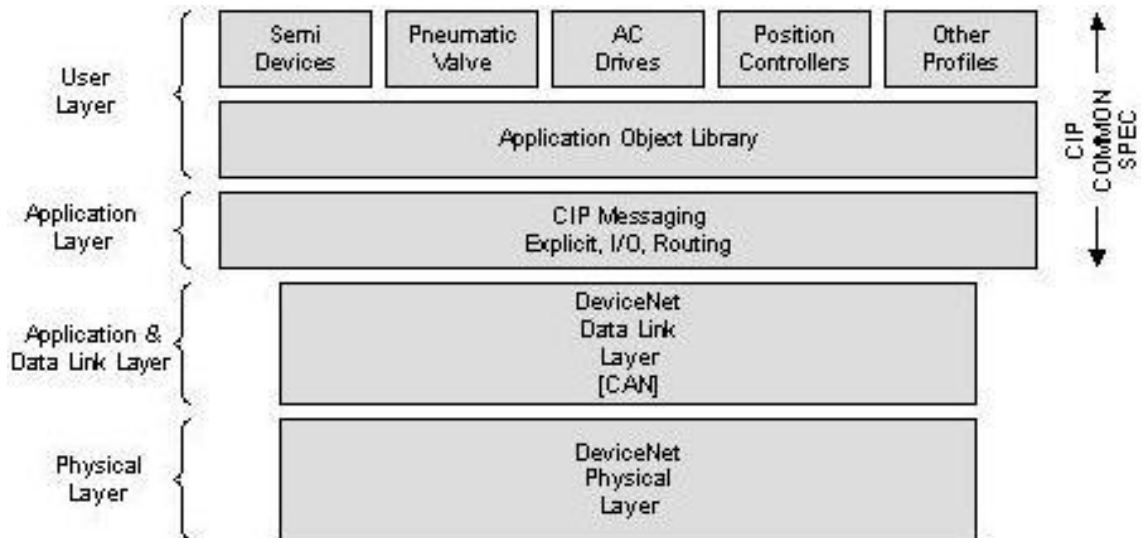 Semi
Devices
Pneumatic
Valve
AC
Drives
Position
Controllers
Other
Profiles
User
Layer
Application Object Library
CIP
COMMON
SPEC
Application
Layer
CIP Messaging
Explicit, I/O, Routing
Application &
Data Link Layer
DeviceNet
Data Link
Layer
[CAN]
Physical
Layer
DeviceNet
Physical
Layer